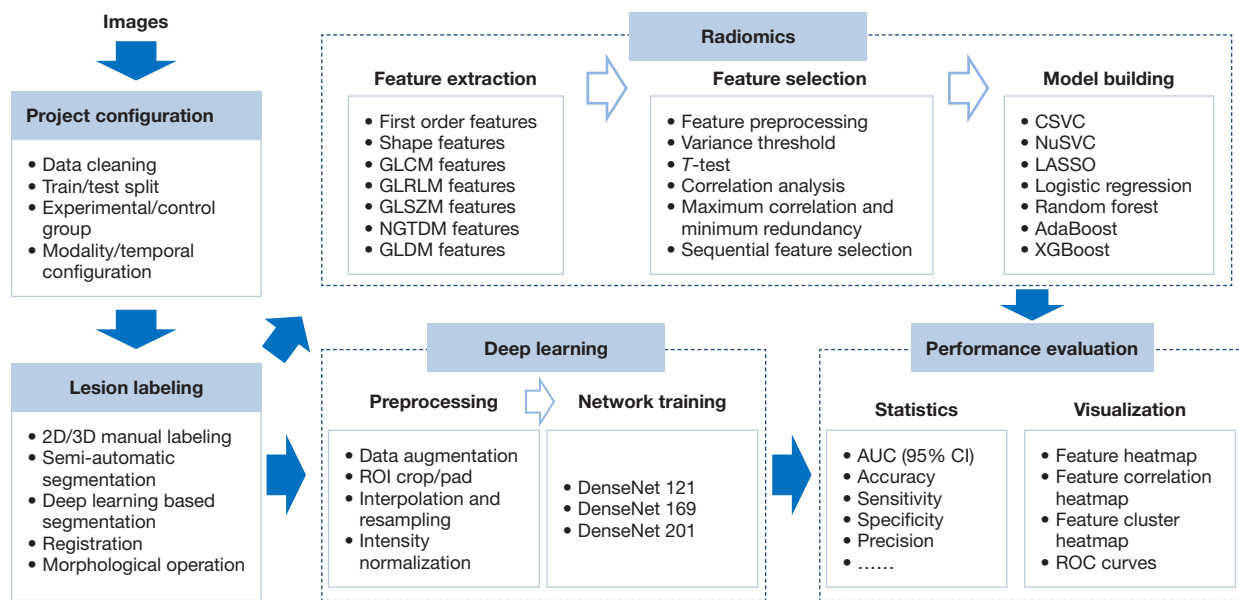 Images
Project configuration
• Data cleaning
• Train/test split
• Experimental/control
group
• Modality/temporal
configuration
Lesion labeling
• 2D/3D manual labeling
• Semi-automatic
segmentation
• Deep learning based
segmentation
• Registration
• Morphological operation
Radiomics
Feature extraction
• First order features
• Shape features
• GLCM features
• GLRLM features
• GLSZM features
• NGTDM features
• GLDM features
Feature selection
• Feature preprocessing
• Variance threshold
• T-test
• Correlation analysis
• Maximum correlation and
minimum redundancy
• Sequential feature selection
Model building
• CSVC
• NuSVC
• LASSO
• Logistic regression
• Random forest
• AdaBoost
• XGBoost
Deep learning
Preprocessing
• Data augmentation
• ROI crop/pad
• Interpolation and
resampling
• Intensity
normalization
Network training
• DenseNet 121
• DenseNet 169
• DenseNet 201
Performance evaluation
Statistics
• AUC (95% CI)
• Accuracy
• Sensitivity
• Specificity
• Precision
• ......
Visualization
• Feature heatmap
• Feature correlation
heatmap
• Feature cluster
heatmap
• ROC curves